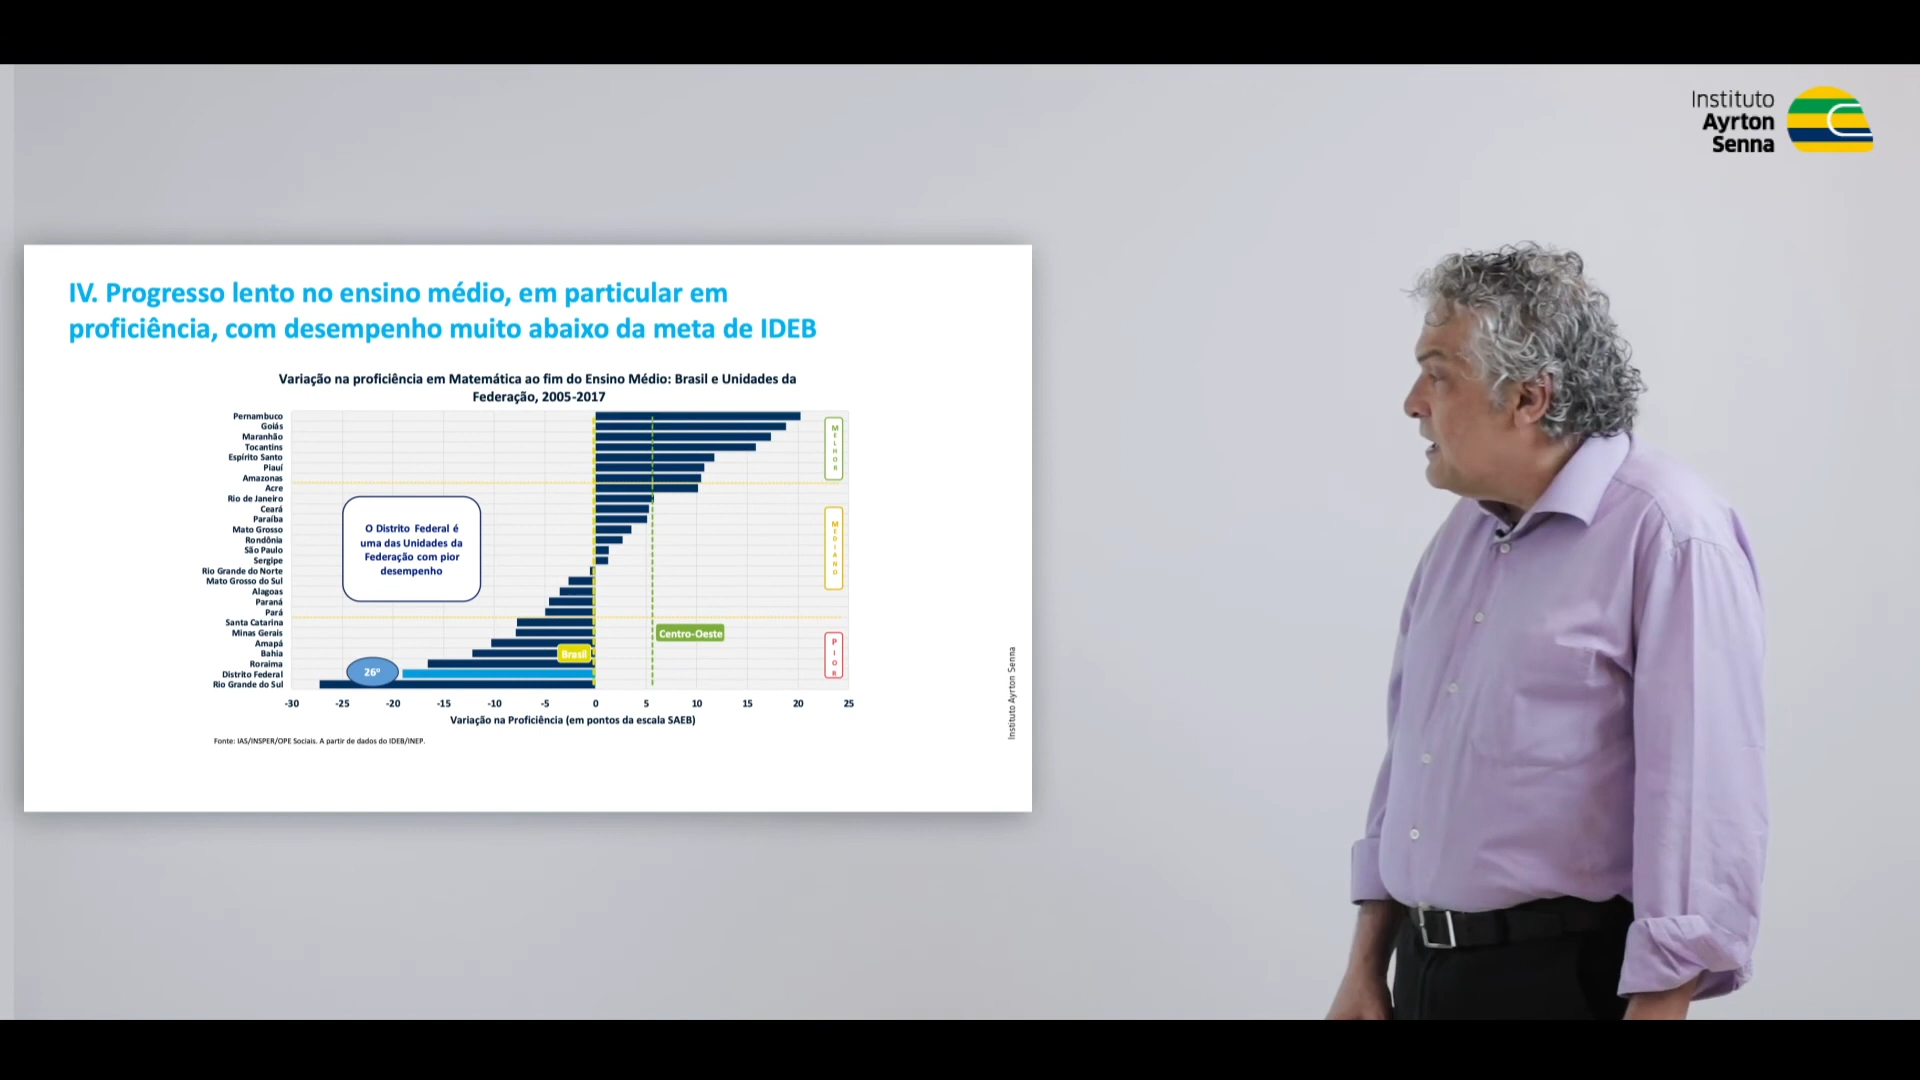 Instituto
Ayrton
Senna
IV. Progresso lento no ensino médio, em particular em
proficiência, com desempenho muito abaixo da meta de IDEB
Variação na proficiência em Matemática ao fim do Ensino Médio: Brasil e Unidades da
Federação, 2005-2017
Pernambuco
Goiás
Maranhão
Tocantins
Espírito Santo
Piauí
Amazonas
Acre
Rio de Janeiro
Ceará
Paraíba
Mato Grosso
Rondônia
São Paulo
Sergipe
Rio Grande do Norte
Mato Grosso do Sul
Alagoas
Paraná
Pará
Santa Catarina
Minas Gerais
Amapá
Bahia
Roraima
Distrito Federal
Rio Grande do Sul
O Distrito Federal é
uma das Unidades da
Federação com pior
desempenho
26º
Brasil
Centro-Oeste
MELHOR
MEDIANO
PIOR
-30 -25 -20 -15 -10 -5 0 5 10 15 20 25
Variação na Proficiência (em pontos da escala SAEB)
Fonte: IAS/INSPER/OPE Sociais. A partir de dados do IDEB/INEP.
Instituto Ayrton Senna